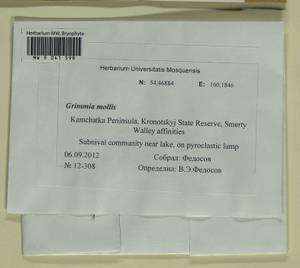 Herbarium MW, Bryophyte
MW 9 041 598
Herbarium Universitatis Mosquensis
N: 54,46884 E: 160,1846
Grimmia mollis
Kamchatka Peninsula, Kronotskyj State Reserve, Smerty
Walley affinities
Subnival community near lake, on pyroclastic lump
06.09.2012 Собрал: Федосов
№ 12-308 Определил: В.Э.Федосов